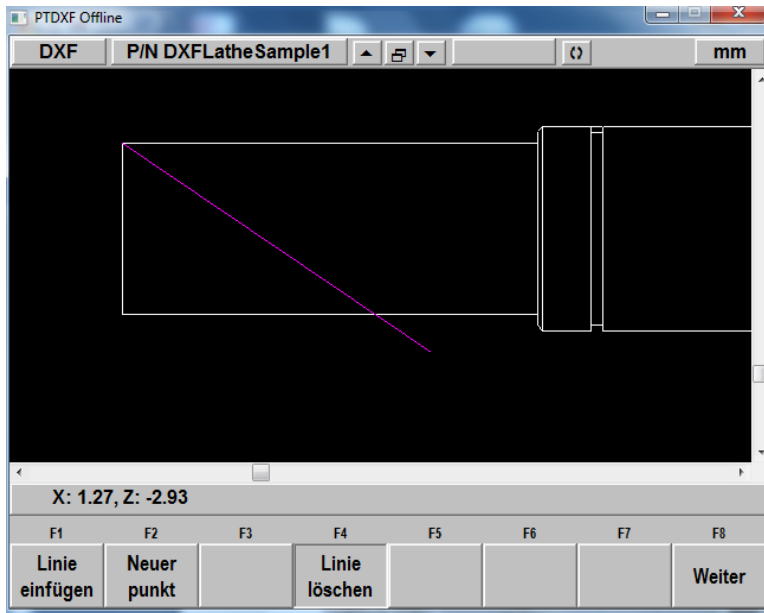 PTDXF Offline
DXF P/N DXFLatheSample1 mm
X: 1.27, Z: -2.93
F1 F2 F3 F4 F5 F6 F7 F8
Linie einfügen
Neuer punkt
Linie löschen
Weiter